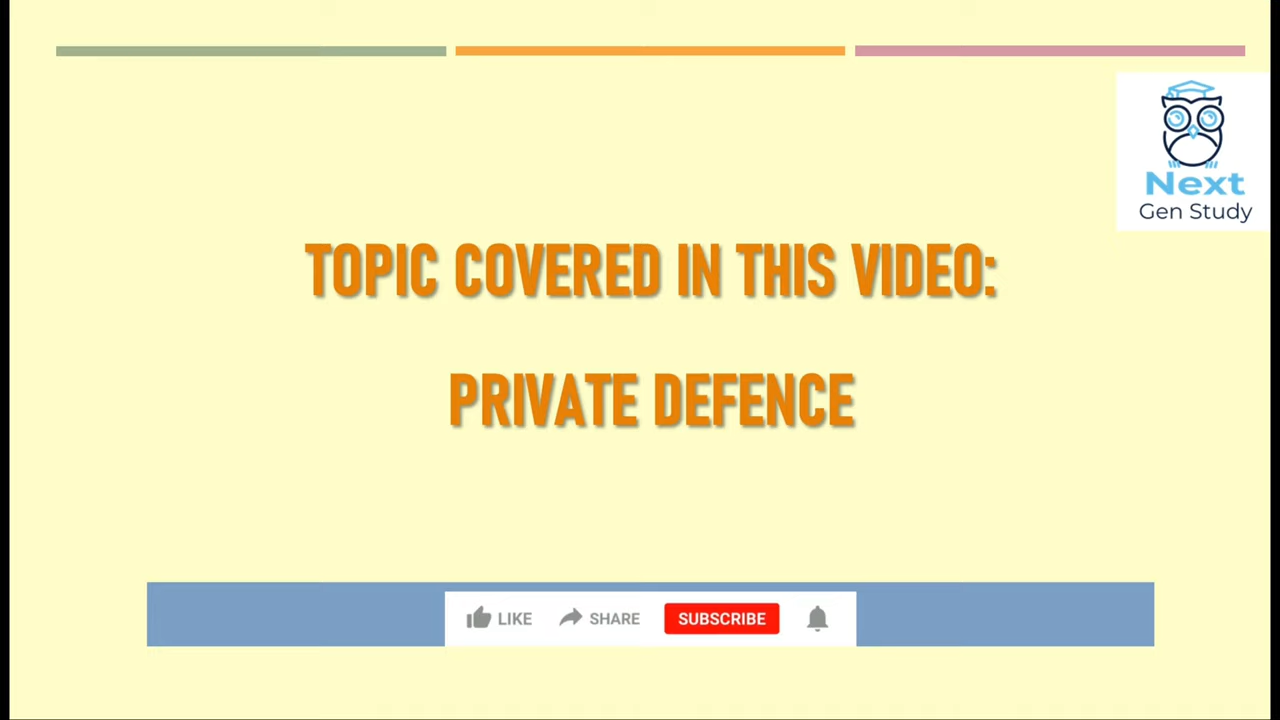 Next
Gen Study
TOPIC COVERED IN THIS VIDEO:
PRIVATE DEFENCE
LIKE SHARE SUBSCRIBE